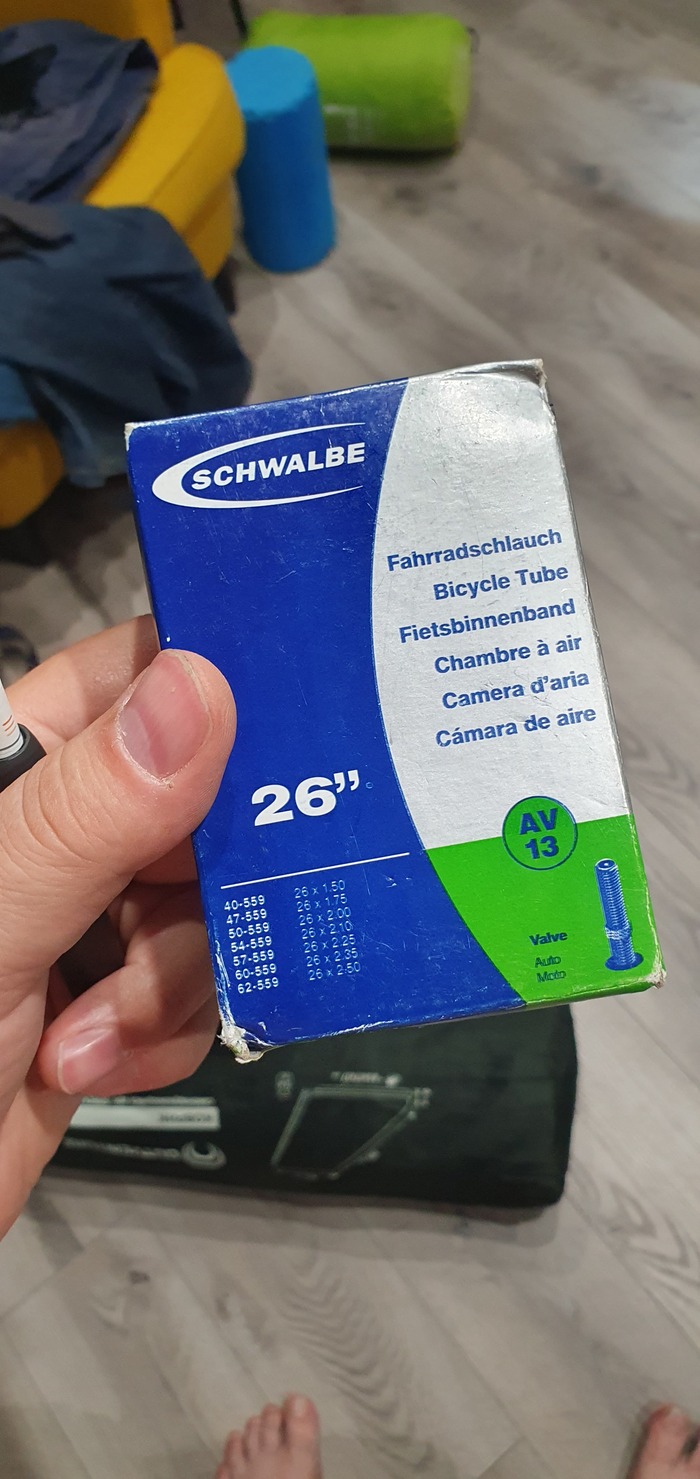 SCHWALBE
Fahrradschlauch
Bicycle Tube
Fietsbinnenband
Chambre à air
Camera d'aria
Cámara de aire
26”
AV
13
40-559 26 x 1.50
47-559 26 x 1.75
50-559 26 x 2.00
54-559 26 x 2.10
57-559 26 x 2.25
60-559 26 x 2.35
62-559 26 x 2.50
Valve
Auto
Moto